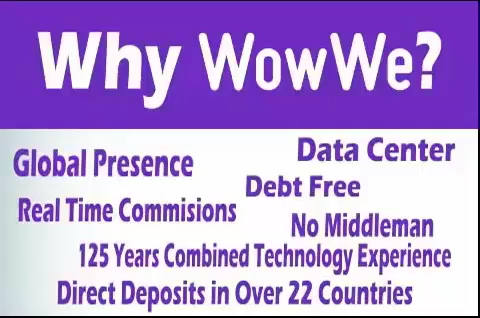 Why WowWe?
Data Center
Global Presence
Debt Free
Real Time Commisions
No Middleman
125 Years Combined Technology Experience
Direct Deposits in Over 22 Countries